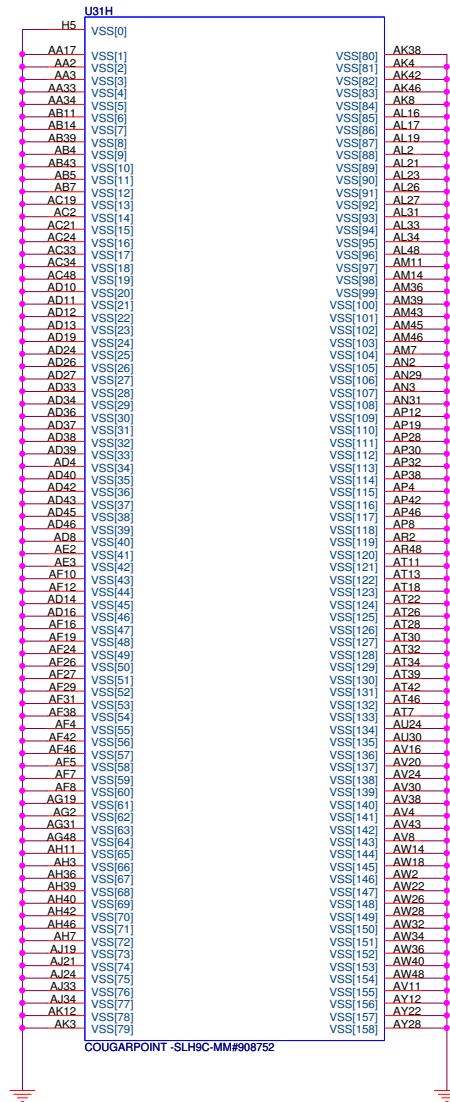 U31H
H5 VSS[0]
AA17 VSS[1] VSS[80] AK38
AA2 VSS[2] VSS[81] AK4
AA3 VSS[3] VSS[82] AK42
AA33 VSS[4] VSS[83] AK46
AA34 VSS[5] VSS[84] AK8
AB11 VSS[6] VSS[85] AL16
AB14 VSS[7] VSS[86] AL17
AB39 VSS[8] VSS[87] AL19
AB4 VSS[9] VSS[88] AL2
AB43 VSS[10] VSS[89] AL21
AB5 VSS[11] VSS[90] AL23
AB7 VSS[12] VSS[91] AL26
AC19 VSS[13] VSS[92] AL27
AC2 VSS[14] VSS[93] AL31
AC21 VSS[15] VSS[94] AL33
AC24 VSS[16] VSS[95] AL34
AC33 VSS[17] VSS[96] AL48
AC34 VSS[18] VSS[97] AM11
AC48 VSS[19] VSS[98] AM14
AD10 VSS[20] VSS[99] AM36
AD11 VSS[21] VSS[100] AM39
AD12 VSS[22] VSS[101] AM43
AD13 VSS[23] VSS[102] AM45
AD19 VSS[24] VSS[103] AM46
AD24 VSS[25] VSS[104] AM7
AD26 VSS[26] VSS[105] AN2
AD27 VSS[27] VSS[106] AN29
AD33 VSS[28] VSS[107] AN3
AD34 VSS[29] VSS[108] AN31
AD36 VSS[30] VSS[109] AP12
AD37 VSS[31] VSS[110] AP19
AD38 VSS[32] VSS[111] AP28
AD39 VSS[33] VSS[112] AP30
AD4 VSS[34] VSS[113] AP32
AD40 VSS[35] VSS[114] AP38
AD42 VSS[36] VSS[115] AP4
AD43 VSS[37] VSS[116] AP42
AD45 VSS[38] VSS[117] AP46
AD46 VSS[39] VSS[118] AP8
AD8 VSS[40] VSS[119] AR2
AE2 VSS[41] VSS[120] AR48
AE3 VSS[42] VSS[121] AT11
AF10 VSS[43] VSS[122] AT13
AF12 VSS[44] VSS[123] AT18
AD14 VSS[45] VSS[124] AT22
AD16 VSS[46] VSS[125] AT26
AF16 VSS[47] VSS[126] AT28
AF19 VSS[48] VSS[127] AT30
AF24 VSS[49] VSS[128] AT32
AF26 VSS[50] VSS[129] AT34
AF27 VSS[51] VSS[130] AT39
AF29 VSS[52] VSS[131] AT42
AF31 VSS[53] VSS[132] AT46
AF38 VSS[54] VSS[133] AT7
AF4 VSS[55] VSS[134] AU24
AF42 VSS[56] VSS[135] AU30
AF46 VSS[57] VSS[136] AV16
AF5 VSS[58] VSS[137] AV20
AF7 VSS[59] VSS[138] AV24
AF8 VSS[60] VSS[139] AV30
AG19 VSS[61] VSS[140] AV38
AG2 VSS[62] VSS[141] AV4
AG31 VSS[63] VSS[142] AV43
AG48 VSS[64] VSS[143] AV8
AH11 VSS[65] VSS[144] AW14
AH3 VSS[66] VSS[145] AW18
AH36 VSS[67] VSS[146] AW2
AH39 VSS[68] VSS[147] AW22
AH40 VSS[69] VSS[148] AW26
AH42 VSS[70] VSS[149] AW28
AH46 VSS[71] VSS[150] AW32
AH7 VSS[72] VSS[151] AW34
AJ19 VSS[73] VSS[152] AW36
AJ21 VSS[74] VSS[153] AW40
AJ24 VSS[75] VSS[154] AW48
AJ33 VSS[76] VSS[155] AV11
AJ34 VSS[77] VSS[156] AY12
AK12 VSS[78] VSS[157] AY22
AK3 VSS[79] VSS[158] AY28
COUGARPOINT -SLH9C-MM#908752